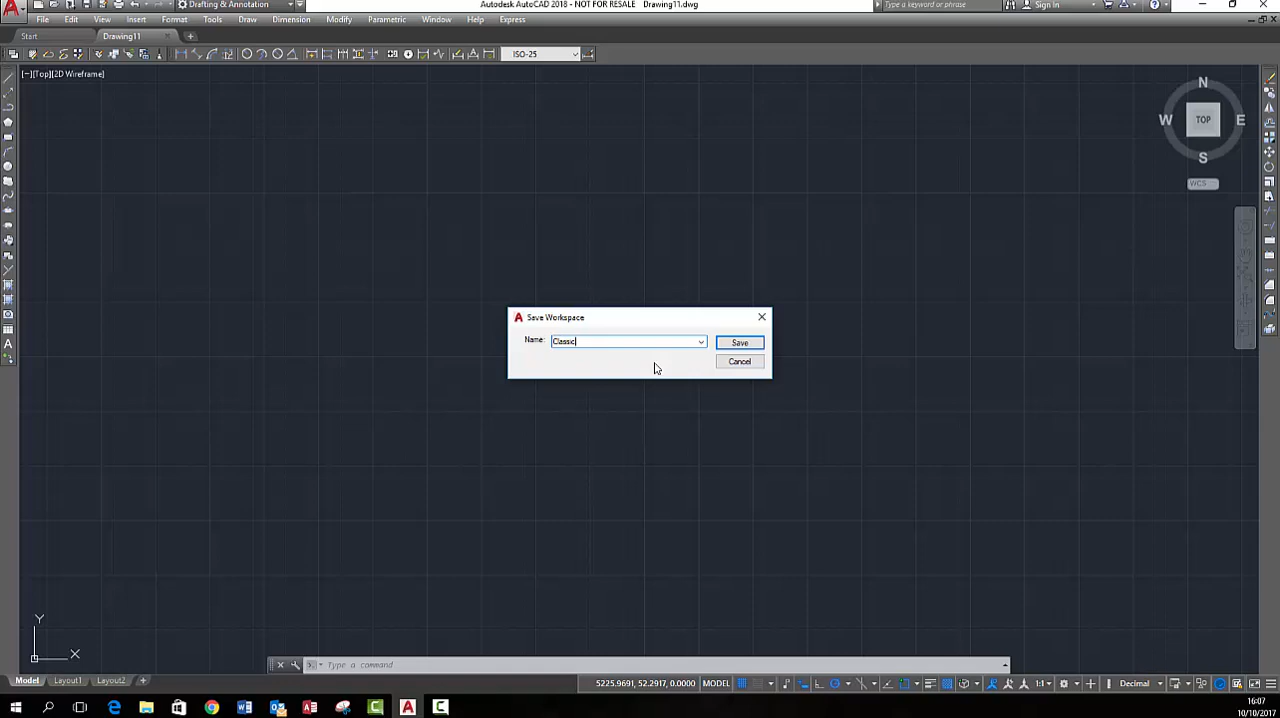 Drafting & Annotation
Autodesk AutoCAD 2018 - NOT FOR RESALE Drawing11.dwg
Type a keyword or phrase
Sign In
File Edit View Insert Format Tools Draw Dimension Modify Parametric Window Help Express
Start Drawing11
ISO-25
[−][Top][2D Wireframe]
N
W TOP E
S
WCS
Save Workspace
Name: Classic Save
Cancel
Y
X
Type a command
Model Layout1 Layout2 5225.9691, 52.2917, 0.0000 MODEL 1:1 Decimal
16:07
10/10/2017